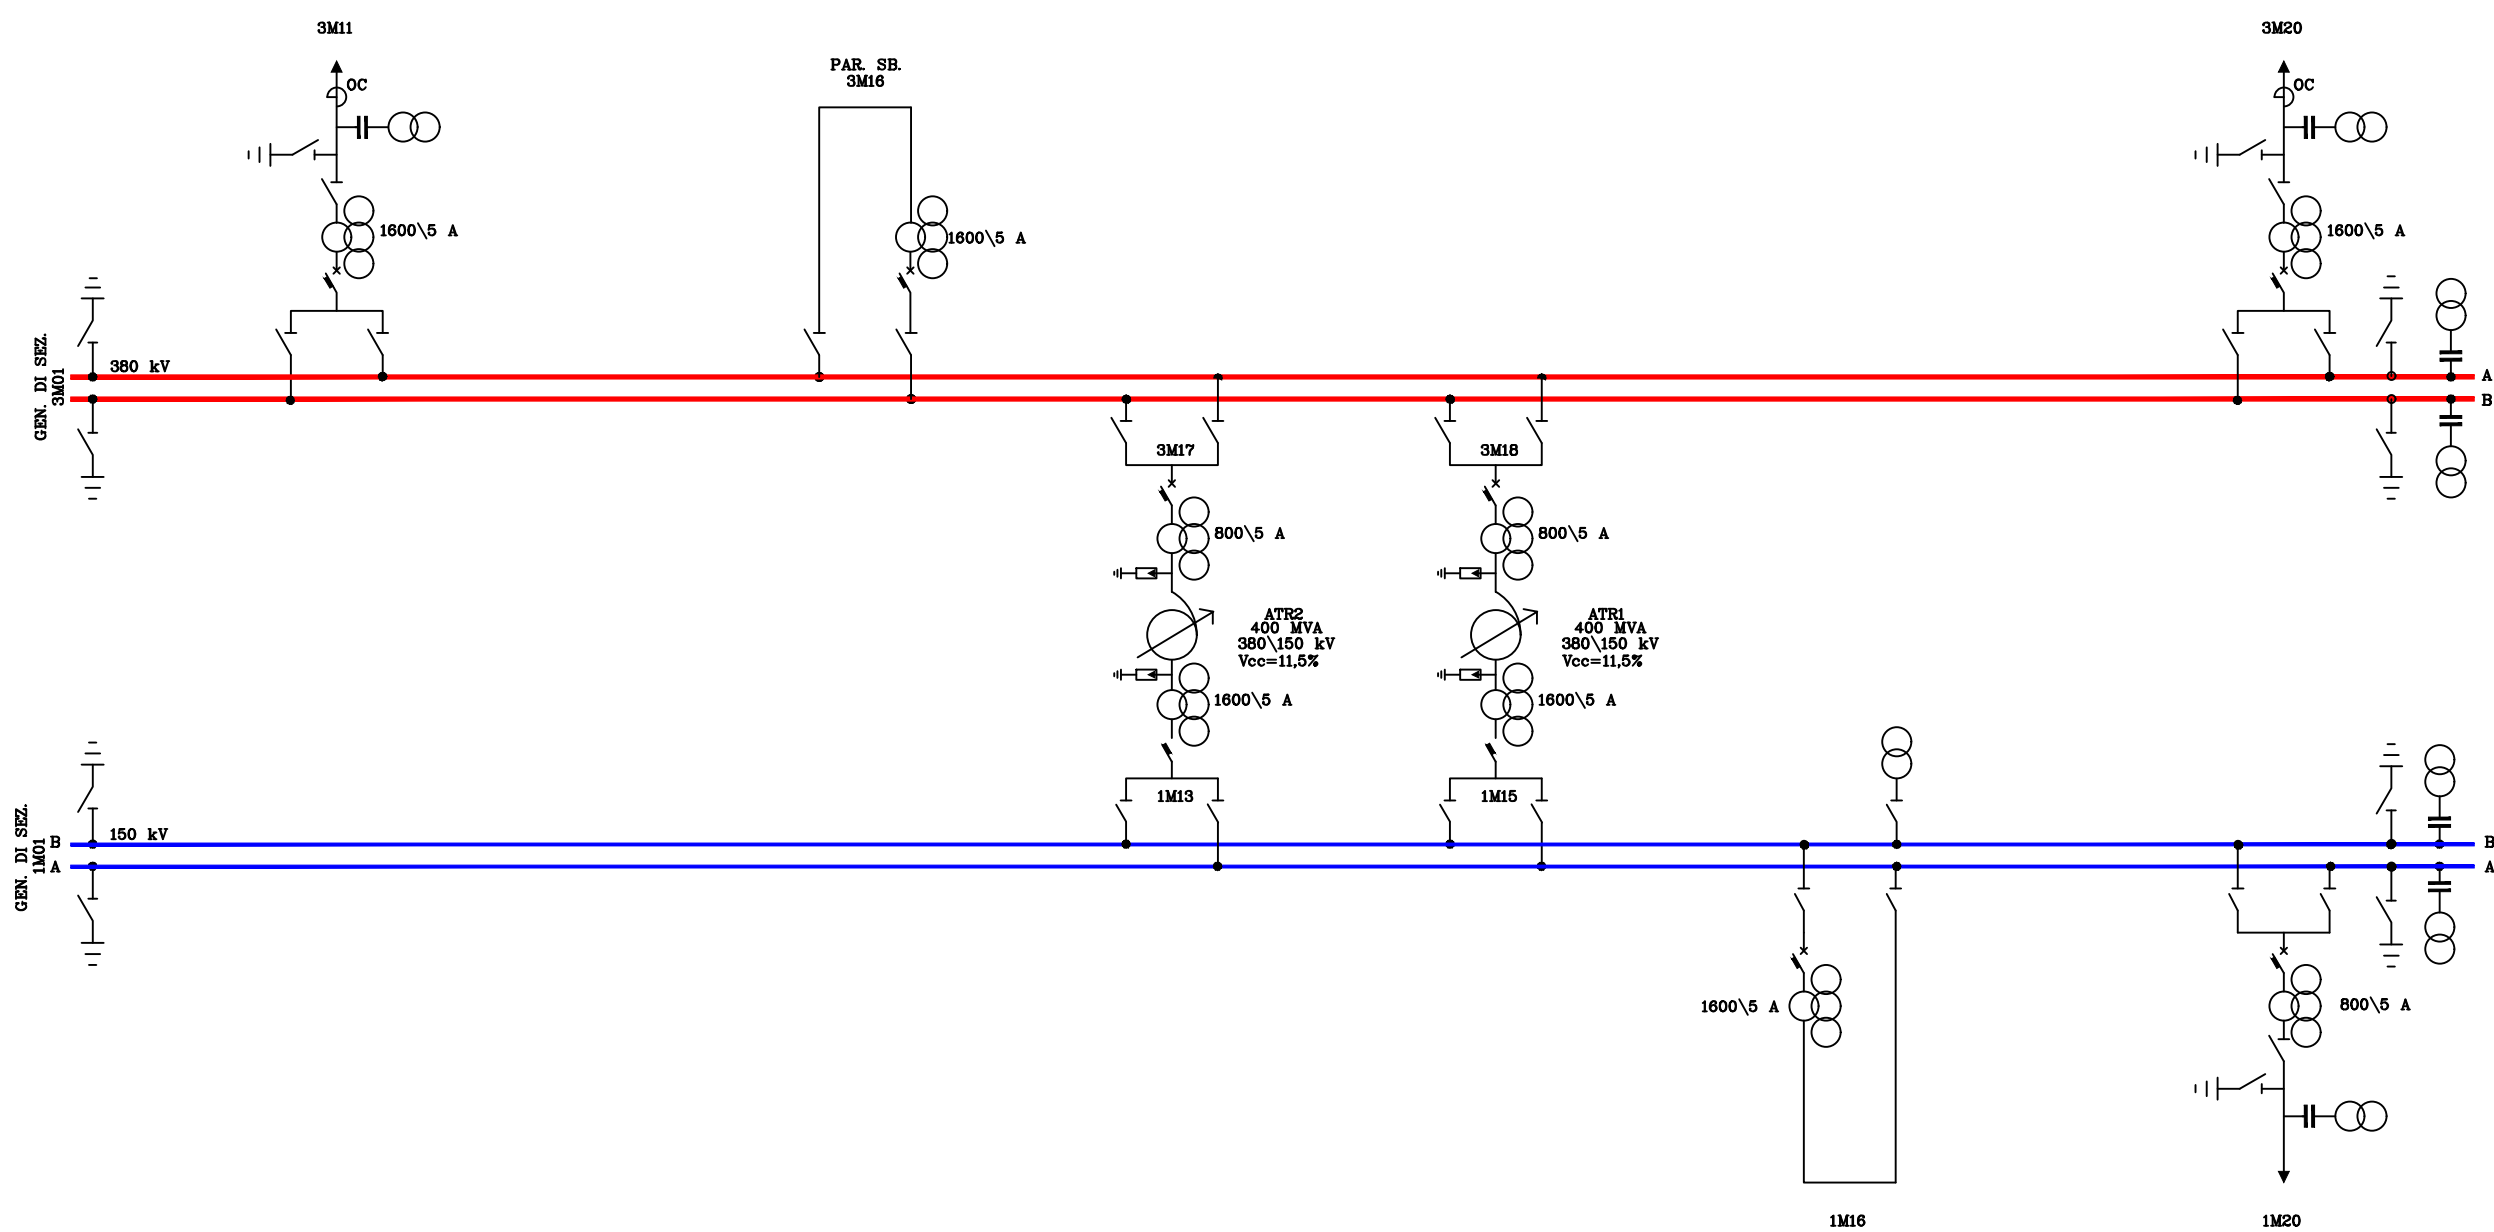 3M11
3M20
PAR. SB.
3M16
OC
OC
1600\5 A
1600\5 A
1600\5 A
GEN. DI SEZ.
3M01
380 kV
A
B
3M17
3M18
800\5 A
800\5 A
ATR2
400 MVA
380\150 kV
Vcc=11,5%
ATR1
400 MVA
380\150 kV
Vcc=11,5%
1600\5 A
1600\5 A
1M13
1M15
GEN. DI SEZ.
1M01
150 kV
B
A
B
A
1600\5 A
800\5 A
1M16
1M20